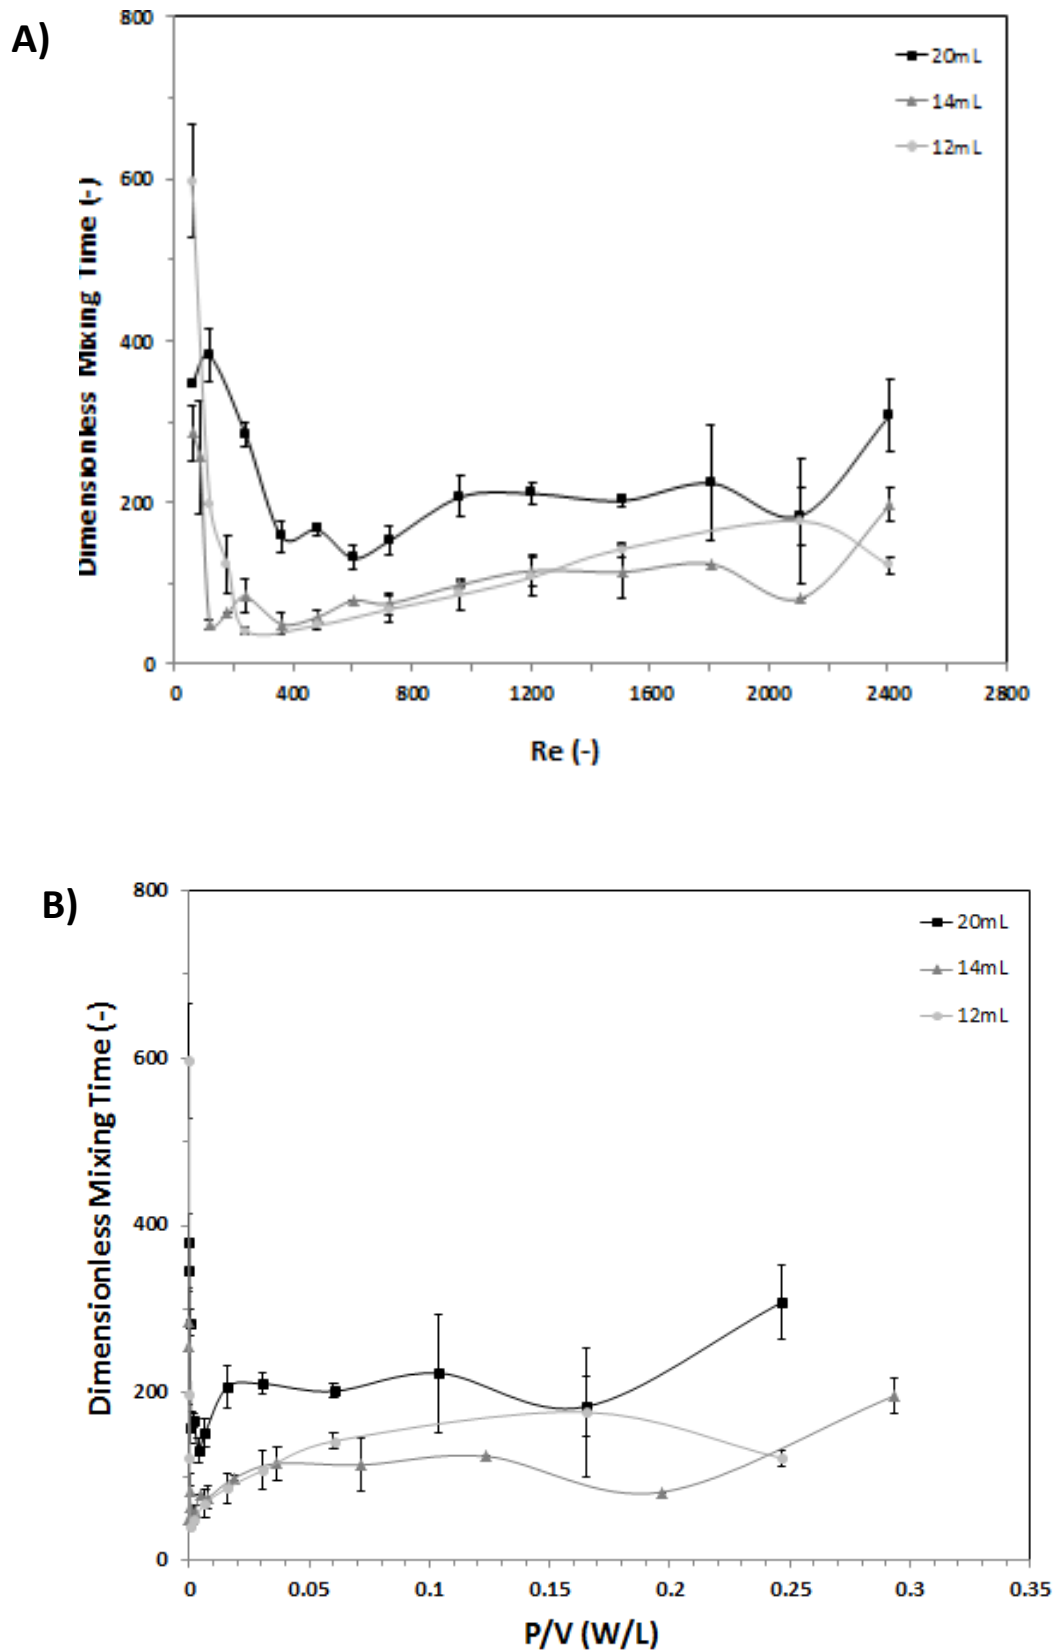 A)
800
600
400
200
0
Dimensionless Mixing Time (-)
20mL
14mL
12mL
0 400 800 1200 1600 2000 2400 2800
Re (-)
B)
800
600
400
200
0
Dimensionless Mixing Time (-)
20mL
14mL
12mL
0 0.05 0.1 0.15 0.2 0.25 0.3 0.35
P/V (W/L)